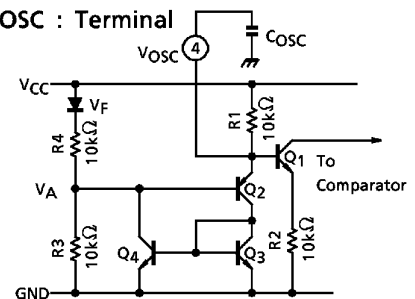 OSC : Terminal
VOSC
4
COSC
VCC
VF
R4
10kΩ
R1
10kΩ
Q1 To
Comparator
VA
Q2
R3
10kΩ
Q4
Q3
R2
10kΩ
GND